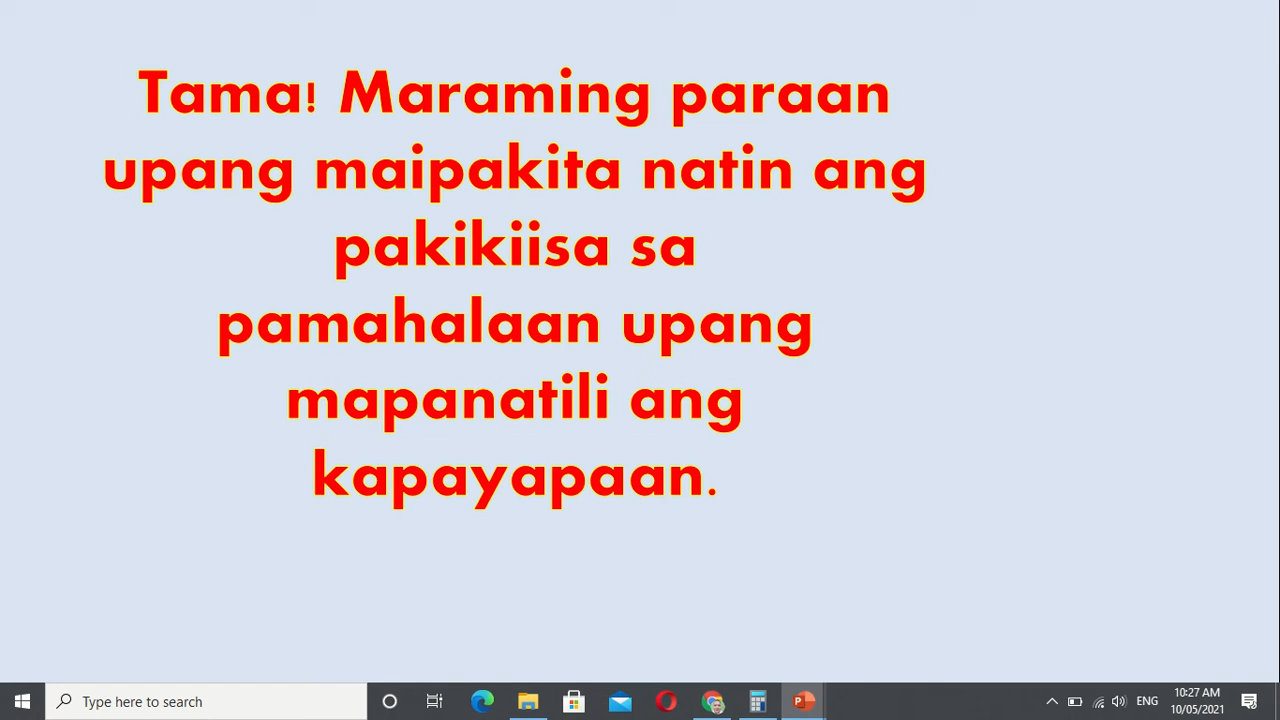 Tama! Maraming paraan
upang maipakita natin ang
pakikiisa sa
pamahalaan upang
mapanatili ang
kapayapaan.
Type here to search
ENG
10:27 AM
10/05/2021